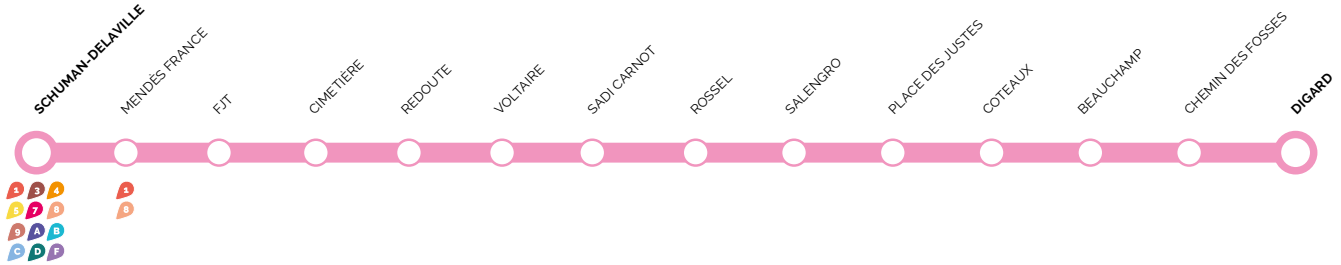 SCHUMAN-DELAVILLE
MENDÈS FRANCE
FJT
CIMETIÈRE
REDOUTE
VOLTAIRE
SADI CARNOT
ROSSEL
SALENGRO
PLACE DES JUSTES
COTEAUX
BEAUCHAMP
CHEMIN DES FOSSES
DIGARD
1 3 4
5 7 8
9 A B
C D F
1
8